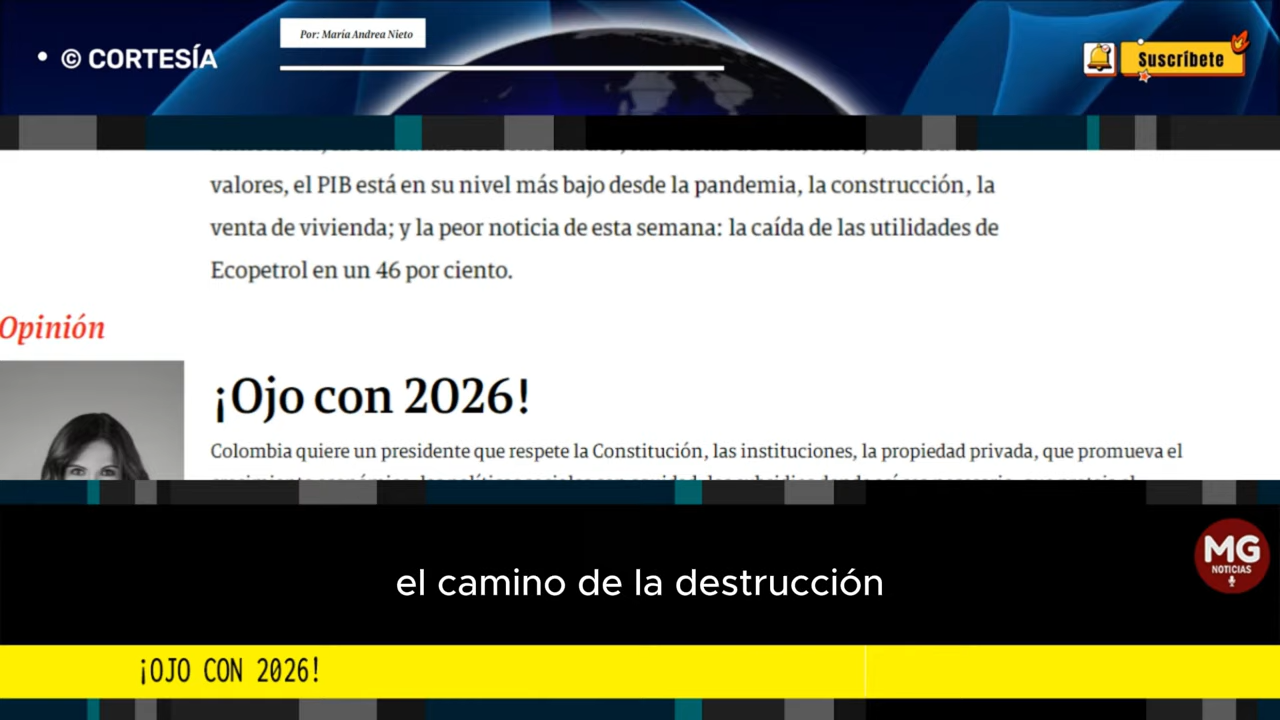 Por: María Andrea Nieto
• © CORTESÍA
Suscríbete
valores, el PIB está en su nivel más bajo desde la pandemia, la construcción, la
venta de vivienda; y la peor noticia de esta semana: la caída de las utilidades de
Ecopetrol en un 46 por ciento.
Opinión
¡Ojo con 2026!
Colombia quiere un presidente que respete la Constitución, las instituciones, la propiedad privada, que promueva el
MG
NOTICIAS
el camino de la destrucción
¡OJO CON 2026!